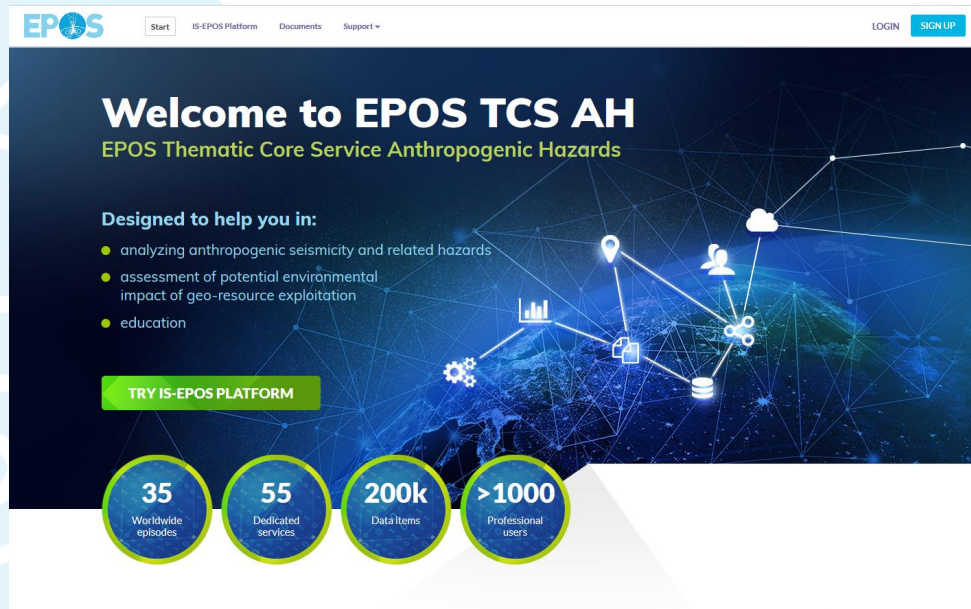 EPOS
Start IS-EPOS Platform Documents Support
LOGIN SIGN UP
Welcome to EPOS TCS AH
EPOS Thematic Core Service Anthropogenic Hazards
Designed to help you in:
analyzing anthropogenic seismicity and related hazards
assessment of potential environmental
impact of geo-resource exploitation
education
TRY IS-EPOS PLATFORM
35
Worldwide
episodes
55
Dedicated
services
200k
Data items
>1000
Professional
users